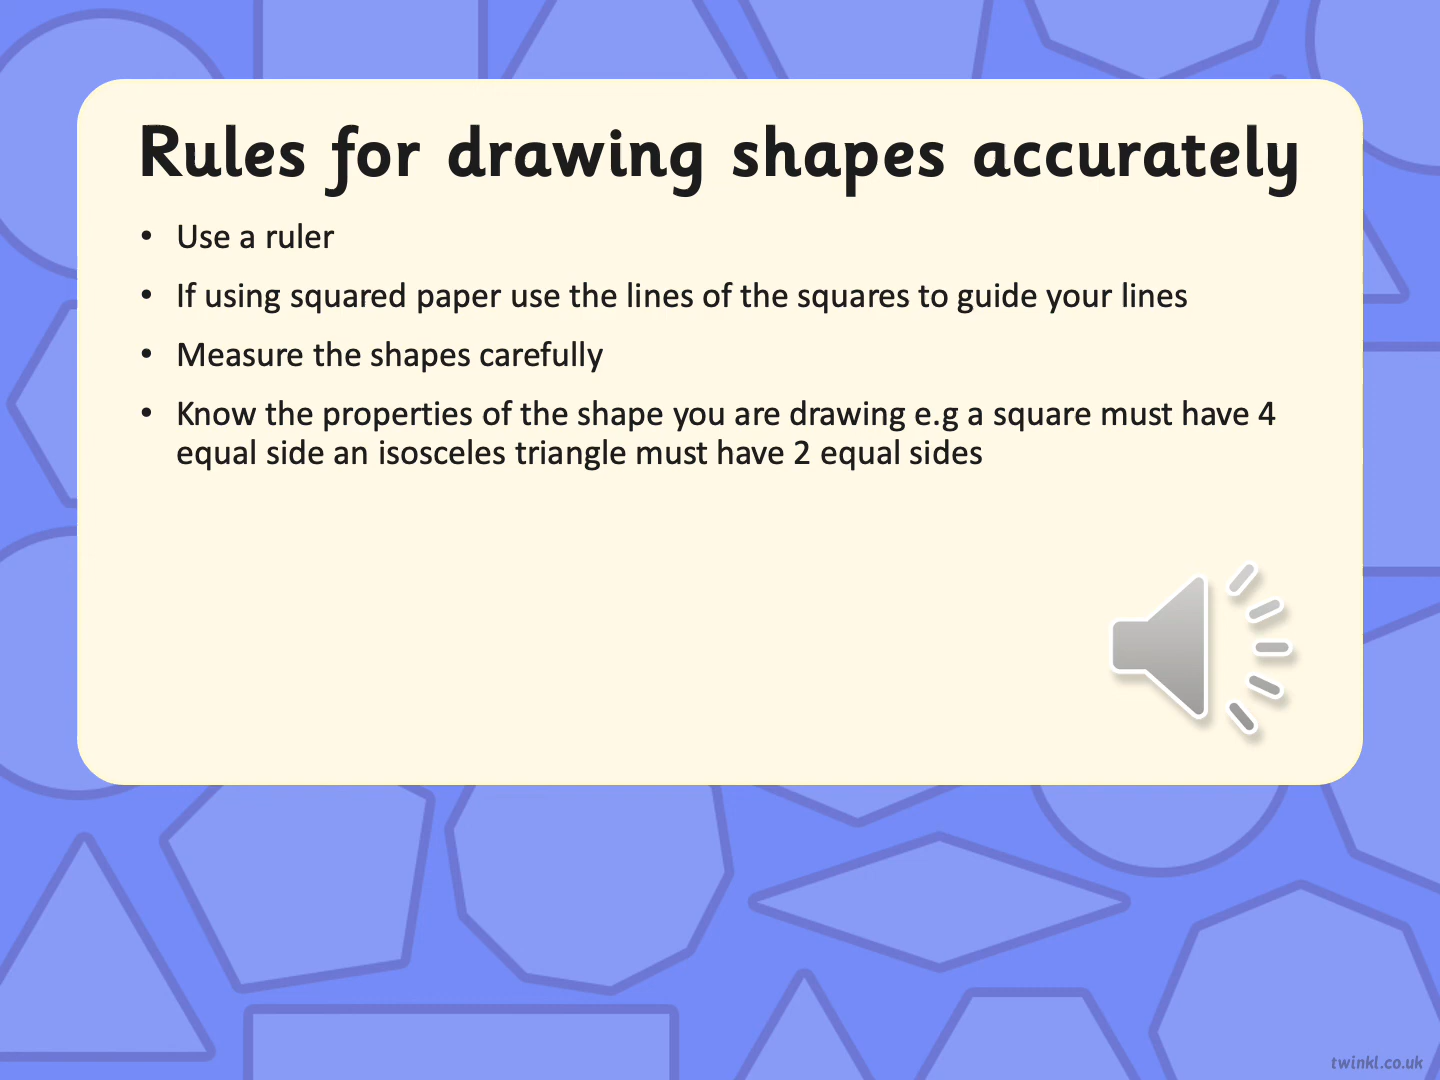 Rules for drawing shapes accurately
• Use a ruler
• If using squared paper use the lines of the squares to guide your lines
• Measure the shapes carefully
• Know the properties of the shape you are drawing e.g a square must have 4
equal side an isosceles triangle must have 2 equal sides
twinkl.co.uk